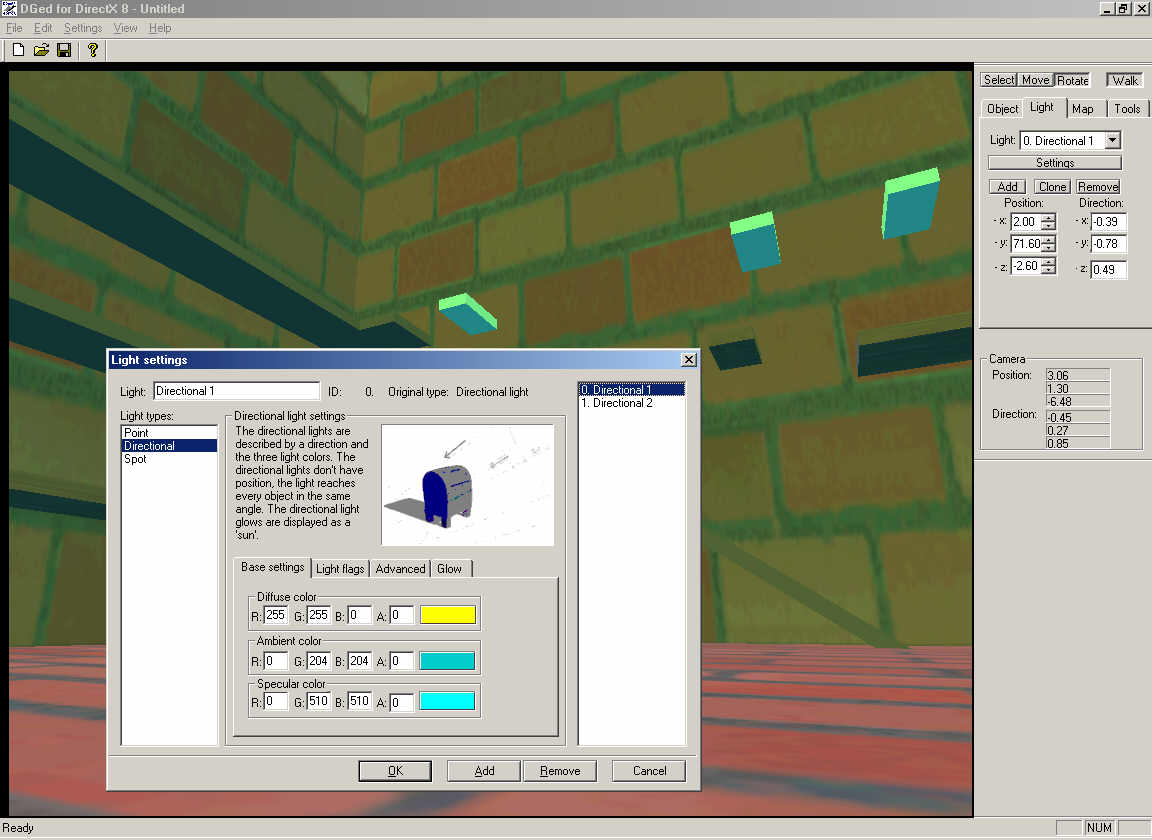 DGed for DirectX 8 - Untitled
File Edit Settings View Help
Select Move Rotate Walk
Object Light Map Tools
Light: 0. Directional 1
Settings
Add Clone Remove
Position: Direction:
- x: 2.00 - x: -0.39
- y: 71.60 - y: -0.78
- z: -2.60 - z: 0.49
Camera
Position: 3.06
1.30
-6.48
Direction: -0.45
0.27
0.85
Light settings
Light: Directional 1 ID: 0. Original type: Directional light
0. Directional 1
1. Directional 2
Light types:
Point
Directional
Spot
Directional light settings
The directional lights are
described by a direction and
the three light colors. The
directional lights don't have
position, the light reaches
every object in the same
angle. The directional light
glows are displayed as a
'sun'.
Base settings Light flags Advanced Glow
Diffuse color
R: 255 G: 255 B: 0 A: 0
Ambient color
R: 0 G: 204 B: 204 A: 0
Specular color
R: 0 G: 510 B: 510 A: 0
OK Add Remove Cancel
Ready NUM